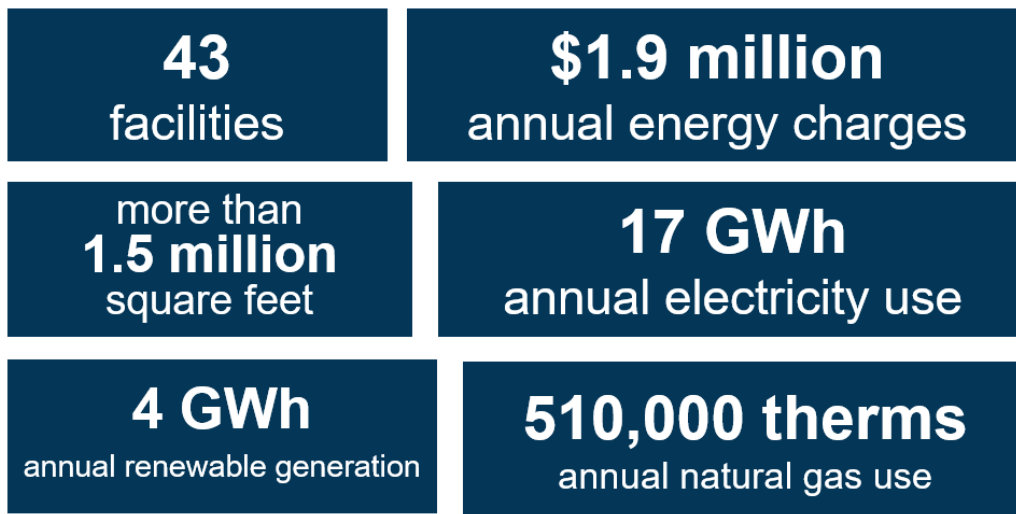 43
facilities
$1.9 million
annual energy charges
more than
1.5 million
square feet
17 GWh
annual electricity use
4 GWh
annual renewable generation
510,000 therms
annual natural gas use